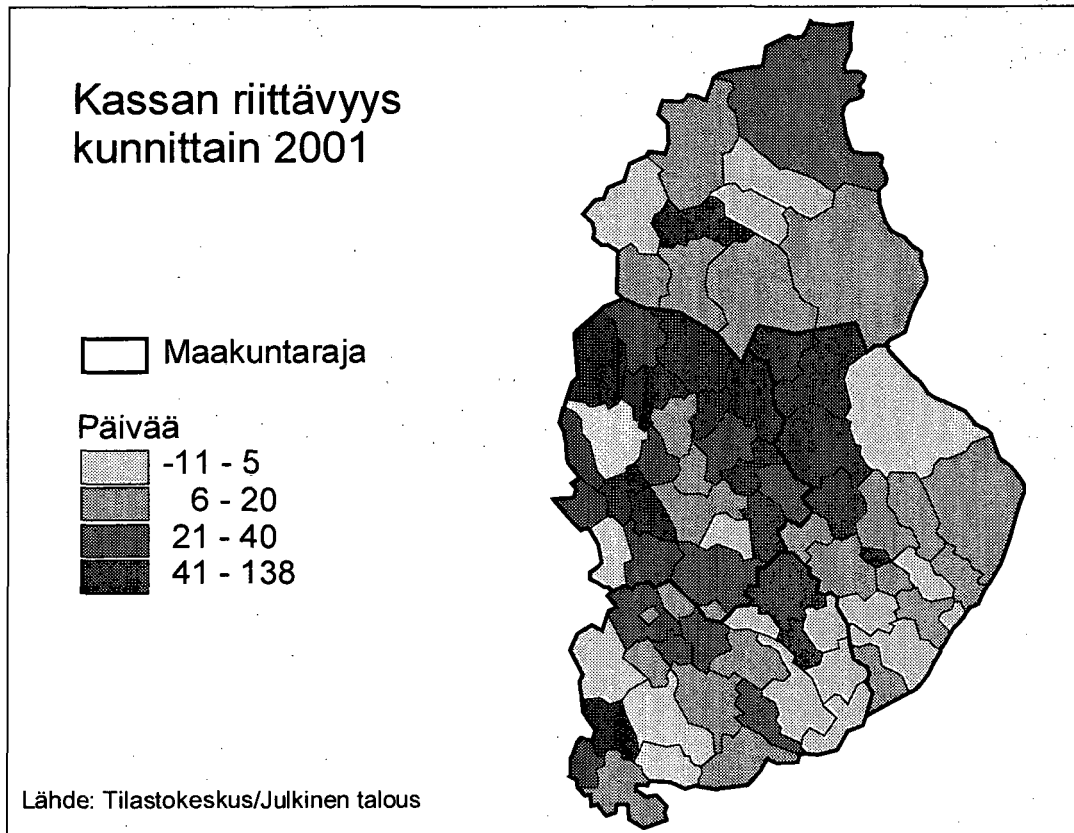 Kassan riittävyys
kunnittain 2001
Maakuntaraja
Päivää
-11 - 5
6 - 20
21 - 40
41 - 138
Lähde: Tilastokeskus/Julkinen talous